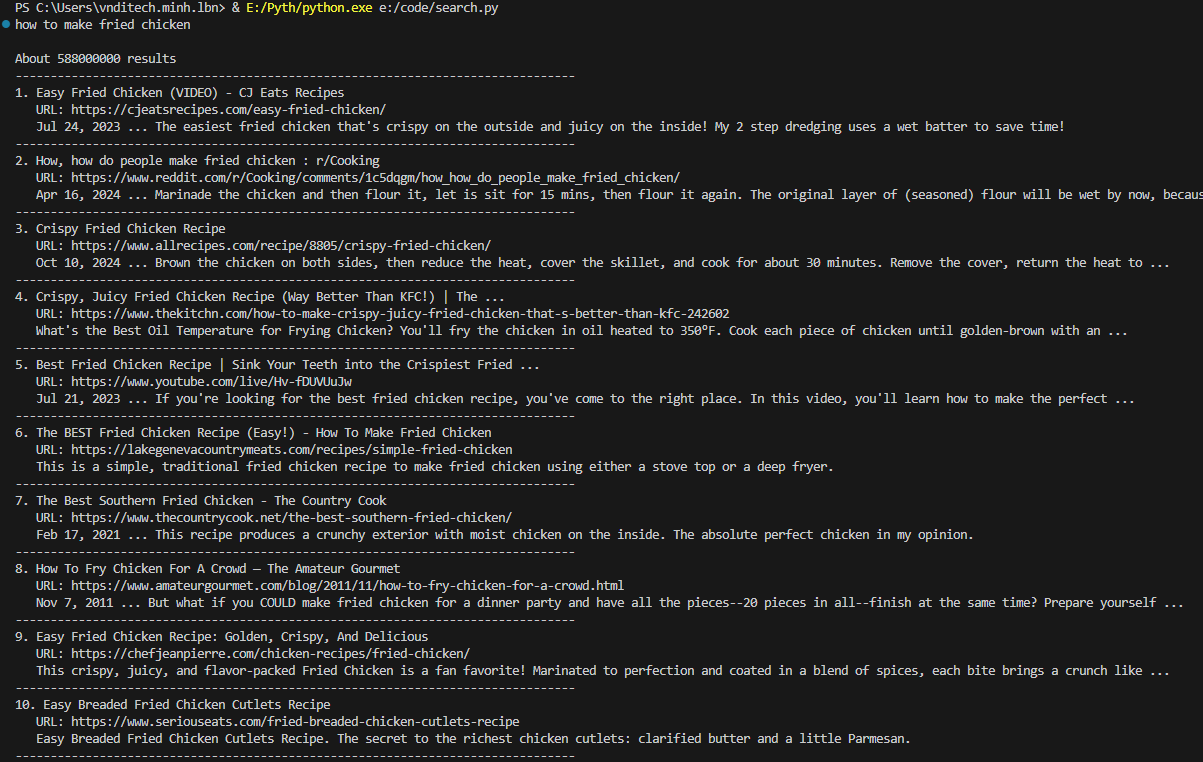 PS C:\Users\vnditech.minh.lbn> & E:/Pyth/python.exe e:/code/search.py
how to make fried chicken
About 588000000 results
--------------------------------------------------------------------------------
1. Easy Fried Chicken (VIDEO) - CJ Eats Recipes
URL: https://cjeatsrecipes.com/easy-fried-chicken/
Jul 24, 2023 ... The easiest fried chicken that's crispy on the outside and juicy on the inside! My 2 step dredging uses a wet batter to save time!
--------------------------------------------------------------------------------
2. How, how do people make fried chicken : r/Cooking
URL: https://www.reddit.com/r/Cooking/comments/1c5dqgm/how_how_do_people_make_fried_chicken/
Apr 16, 2024 ... Marinade the chicken and then flour it, let is sit for 15 mins, then flour it again. The original layer of (seasoned) flour will be wet by now, becaus
--------------------------------------------------------------------------------
3. Crispy Fried Chicken Recipe
URL: https://www.allrecipes.com/recipe/8805/crispy-fried-chicken/
Oct 10, 2024 ... Brown the chicken on both sides, then reduce the heat, cover the skillet, and cook for about 30 minutes. Remove the cover, return the heat to ...
--------------------------------------------------------------------------------
4. Crispy, Juicy Fried Chicken Recipe (Way Better Than KFC!) | The ...
URL: https://www.thekitchn.com/how-to-make-crispy-juicy-fried-chicken-that-s-better-than-kfc-242602
What's the Best Oil Temperature for Frying Chicken? You'll fry the chicken in oil heated to 350°F. Cook each piece of chicken until golden-brown with an ...
--------------------------------------------------------------------------------
5. Best Fried Chicken Recipe | Sink Your Teeth into the Crispiest Fried ...
URL: https://www.youtube.com/live/Hv-fDUVUuJw
Jul 21, 2023 ... If you're looking for the best fried chicken recipe, you've come to the right place. In this video, you'll learn how to make the perfect ...
--------------------------------------------------------------------------------
6. The BEST Fried Chicken Recipe (Easy!) - How To Make Fried Chicken
URL: https://lakegenevacountrymeats.com/recipes/simple-fried-chicken
This is a simple, traditional fried chicken recipe to make fried chicken using either a stove top or a deep fryer.
--------------------------------------------------------------------------------
7. The Best Southern Fried Chicken - The Country Cook
URL: https://www.thecountrycook.net/the-best-southern-fried-chicken/
Feb 17, 2021 ... This recipe produces a crunchy exterior with moist chicken on the inside. The absolute perfect chicken in my opinion.
--------------------------------------------------------------------------------
8. How To Fry Chicken For A Crowd — The Amateur Gourmet
URL: https://www.amateurgourmet.com/blog/2011/11/how-to-fry-chicken-for-a-crowd.html
Nov 7, 2011 ... But what if you COULD make fried chicken for a dinner party and have all the pieces--20 pieces in all--finish at the same time? Prepare yourself ...
--------------------------------------------------------------------------------
9. Easy Fried Chicken Recipe: Golden, Crispy, And Delicious
URL: https://chefjeanpierre.com/chicken-recipes/fried-chicken/
This crispy, juicy, and flavor-packed Fried Chicken is a fan favorite! Marinated to perfection and coated in a blend of spices, each bite brings a crunch like ...
--------------------------------------------------------------------------------
10. Easy Breaded Fried Chicken Cutlets Recipe
URL: https://www.seriouseats.com/fried-breaded-chicken-cutlets-recipe
Easy Breaded Fried Chicken Cutlets Recipe. The secret to the richest chicken cutlets: clarified butter and a little Parmesan.
--------------------------------------------------------------------------------